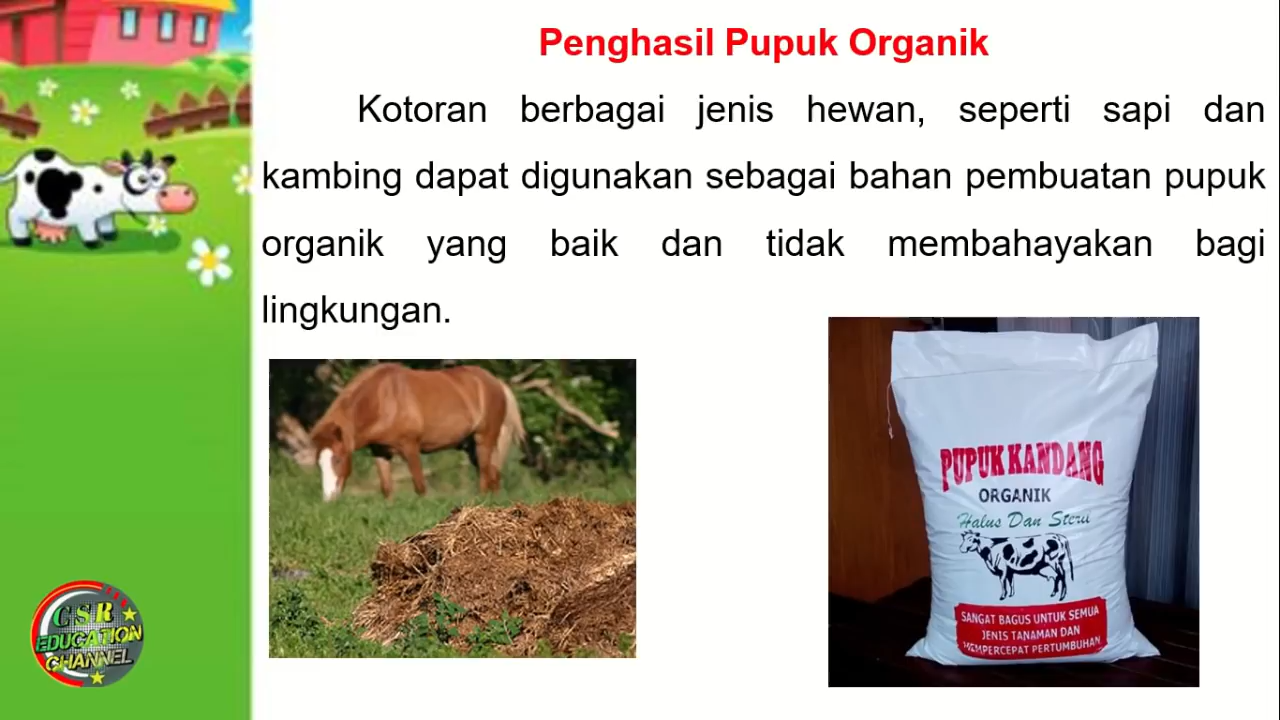 Penghasil Pupuk Organik
Kotoran berbagai jenis hewan, seperti sapi dan
kambing dapat digunakan sebagai bahan pembuatan pupuk
organik yang baik dan tidak membahayakan bagi
lingkungan.
PUPUK KANDANG
ORGANIK
Halus Dan Steril
SANGAT BAGUS UNTUK SEMUA
JENIS TANAMAN DAN
MEMPERCEPAT PERTUMBUHAN
CSR
EDUCATION
CHANNEL